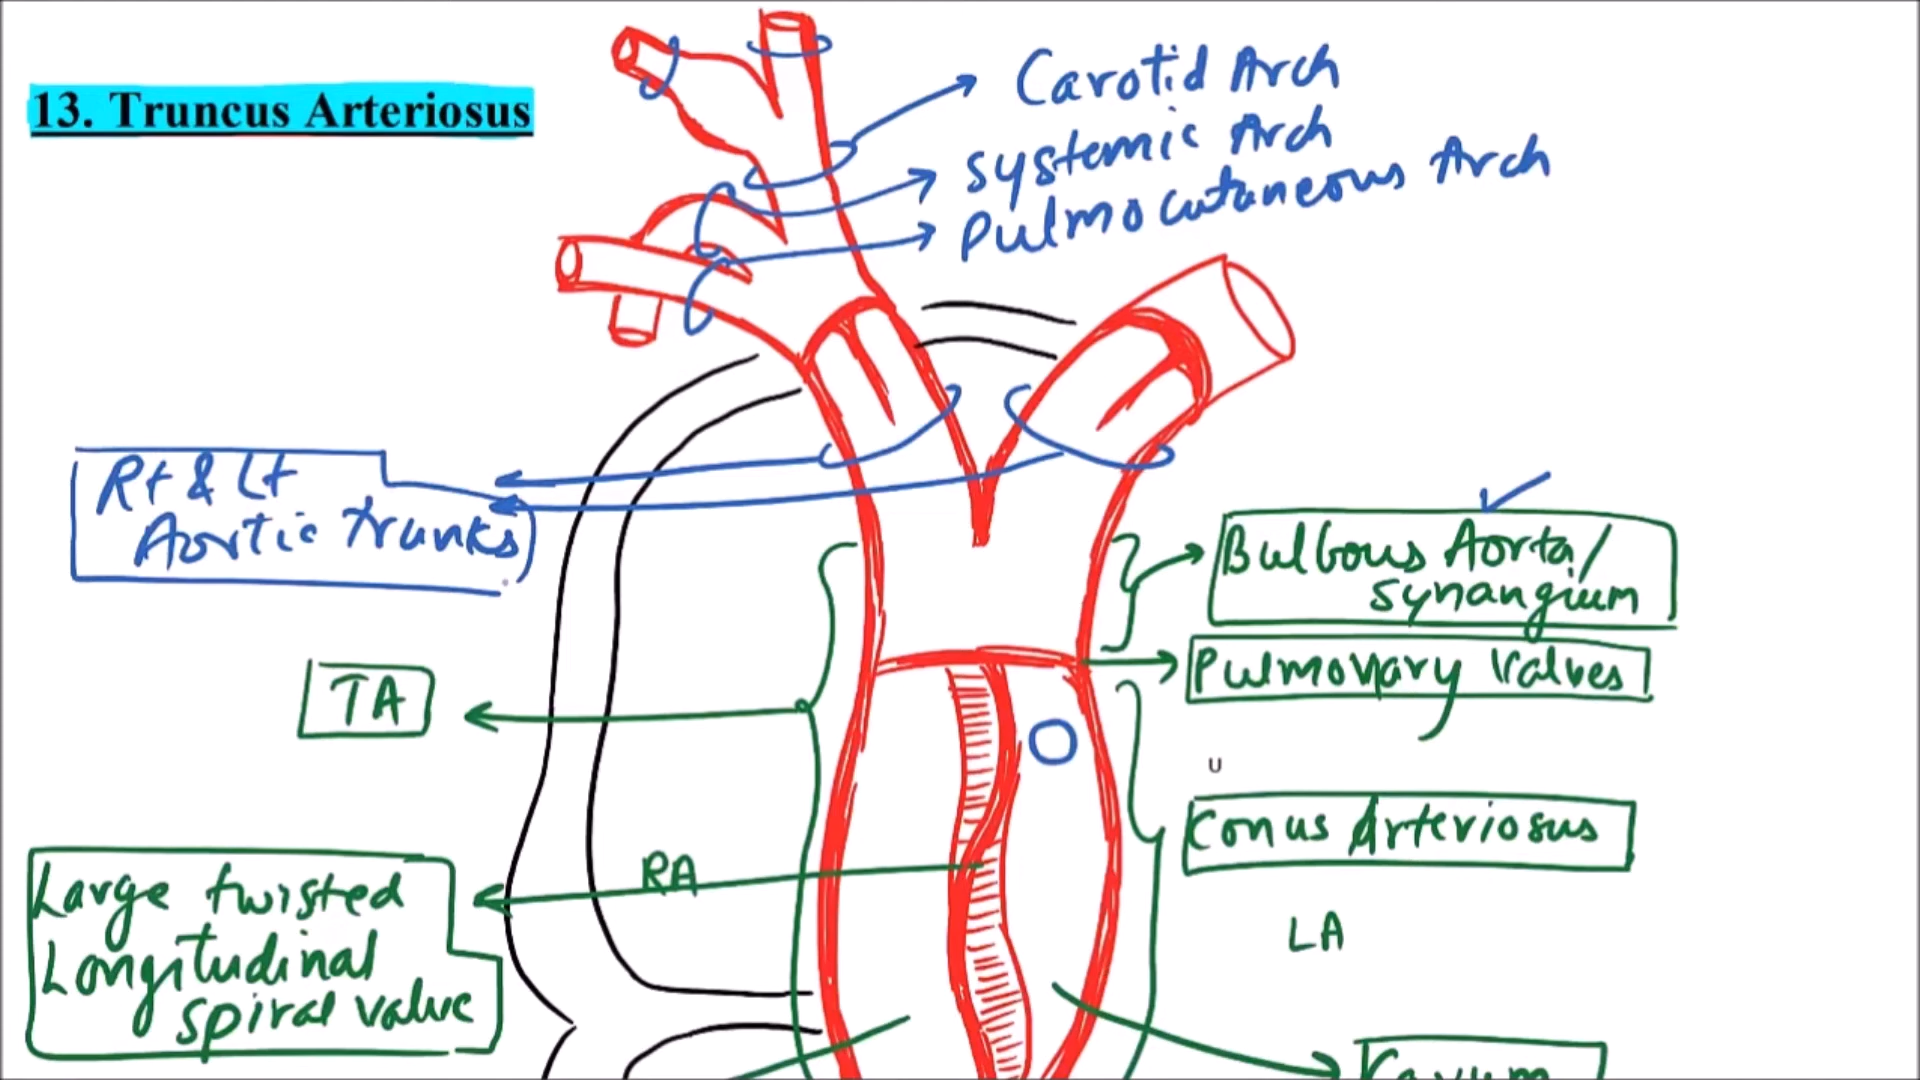 13. Truncus Arteriosus
Carotid Arch
systemic Arch
Pulmocutaneous Arch
Rt & Lt
Aortic trunks
Bulbous Aorta/
synangium
Pulmonary Valves
TA
Conus Arteriosus
RA
LA
Large twisted
Longitudinal
spiral valve